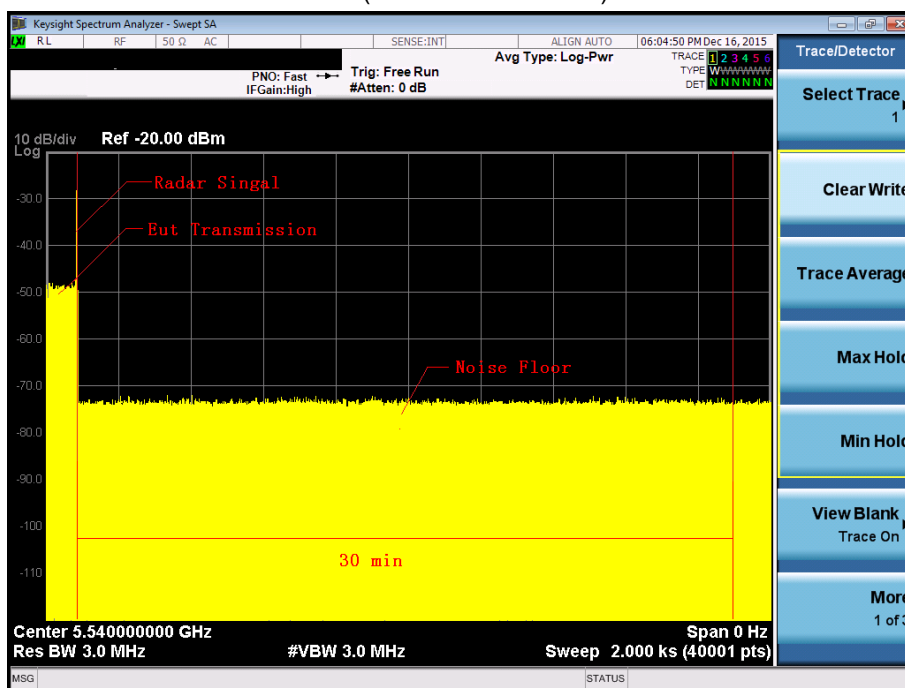 Keysight Spectrum Analyzer - Swept SA
LXI RL RF 50 Ω AC SENSE:INT ALIGN AUTO 06:04:50 PM Dec 16, 2015
Avg Type: Log-Pwr TRACE 1 2 3 4 5 6
PNO: Fast Trig: Free Run TYPE WWWWWWW
IFGain:High #Atten: 0 dB DET N N N N N N
10 dB/div Ref -20.00 dBm
Log
Radar Singal
-30.0
Eut Transmission
-40.0
-50.0
-60.0
Noise Floor
-70.0
-80.0
-90.0
-100
30 min
-110
Center 5.540000000 GHz Span 0 Hz
Res BW 3.0 MHz #VBW 3.0 MHz Sweep 2.000 ks (40001 pts)
MSG STATUS
Trace/Detector
Select Trace
1
Clear Write
Trace Average
Max Hold
Min Hold
View Blank
Trace On
More
1 of 3